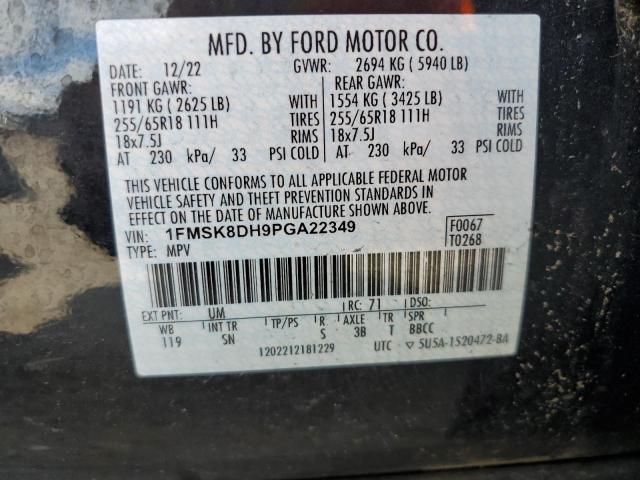 MFD. BY FORD MOTOR CO.
DATE: 12/22 GVWR: 2694 KG ( 5940 LB)
FRONT GAWR: REAR GAWR:
1191 KG ( 2625 LB) WITH 1554 KG ( 3425 LB) WITH
255/65R18 111H TIRES 255/65R18 111H TIRES
18x7.5J RIMS 18x7.5J RIMS
AT 230 kPa/ 33 PSI COLD AT 230 kPa/ 33 PSI COLD
THIS VEHICLE CONFORMS TO ALL APPLICABLE FEDERAL MOTOR
VEHICLE SAFETY AND THEFT PREVENTION STANDARDS IN
EFFECT ON THE DATE OF MANUFACTURE SHOWN ABOVE.
VIN: 1FMSK8DH9PGA22349 F0067
TYPE: MPV T0268
EXT PNT: UM RC: 71 DSO:
WB INT TR TP/PS R. AXLE TR SPR
119 SN S 3B T BBCC
1202212181229 UTC ▽ 5U5A-1520472-BA